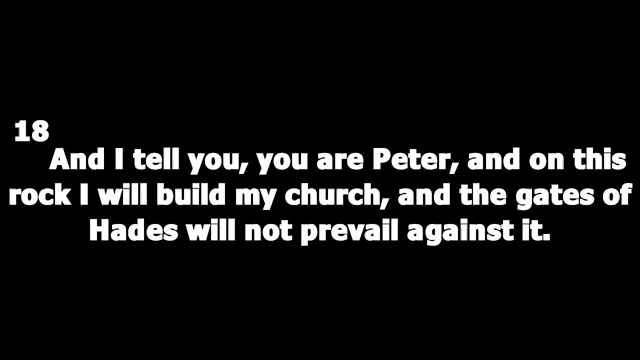 18
And I tell you, you are Peter, and on this
rock I will build my church, and the gates of
Hades will not prevail against it.